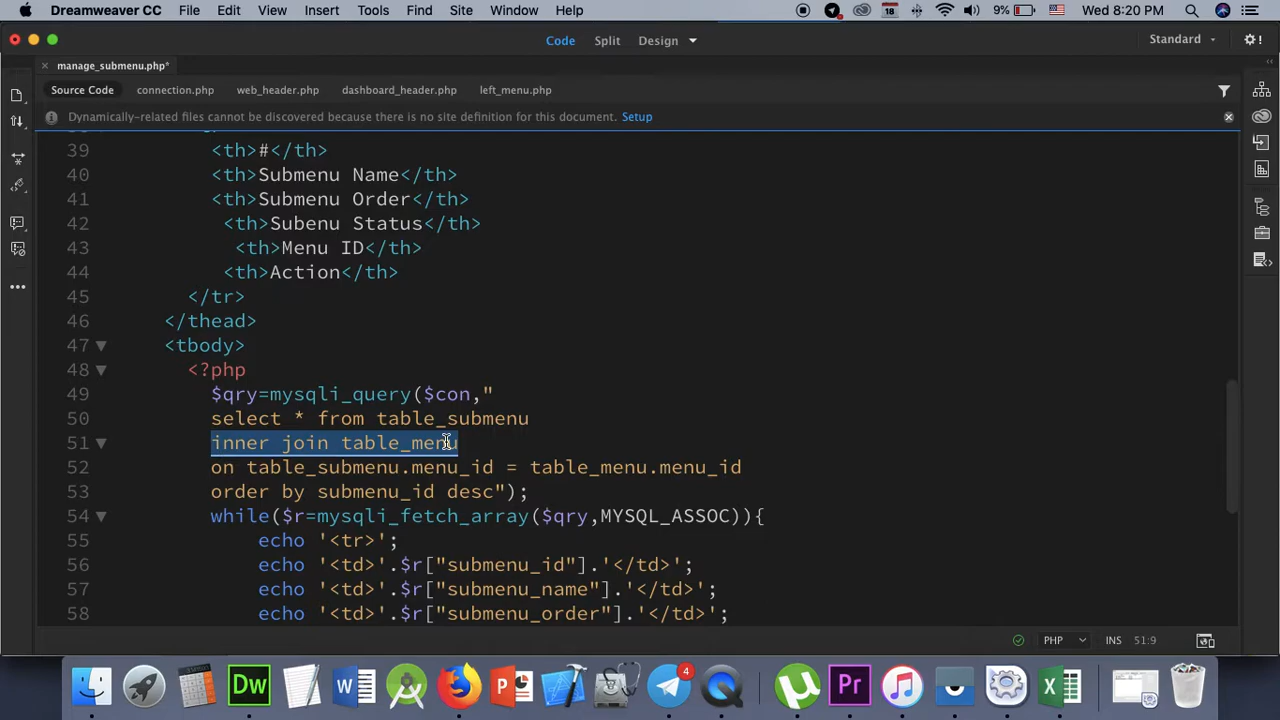 Dreamweaver CC File Edit View Insert Format Tools Find Site Window Help 18 9% Wed 8:20 PM
Code Split Design Standard
× manage_submenu.php*
Source Code connection.php web_header.php dashboard_header.php left_menu.php
Dynamically-related files cannot be discovered because there is no site definition for this document. Setup
39 <th>#</th>
40 <th>Submenu Name</th>
41 <th>Submenu Order</th>
42 <th>Subenu Status</th>
43 <th>Menu ID</th>
44 <th>Action</th>
45 </tr>
46 </thead>
47 <tbody>
48 <?php
49 $qry=mysqli_query($con,"
50 select * from table_submenu
51 inner join table_menu
52 on table_submenu.menu_id = table_menu.menu_id
53 order by submenu_id desc");
54 while($r=mysqli_fetch_array($qry,MYSQL_ASSOC)){
55 echo '<tr>';
56 echo '<td>'.$r["submenu_id"].'</td>';
57 echo '<td>'.$r["submenu_name"].'</td>';
58 echo '<td>'.$r["submenu_order"].'</td>';
PHP INS 51:9
Dw W P 4 Pr X